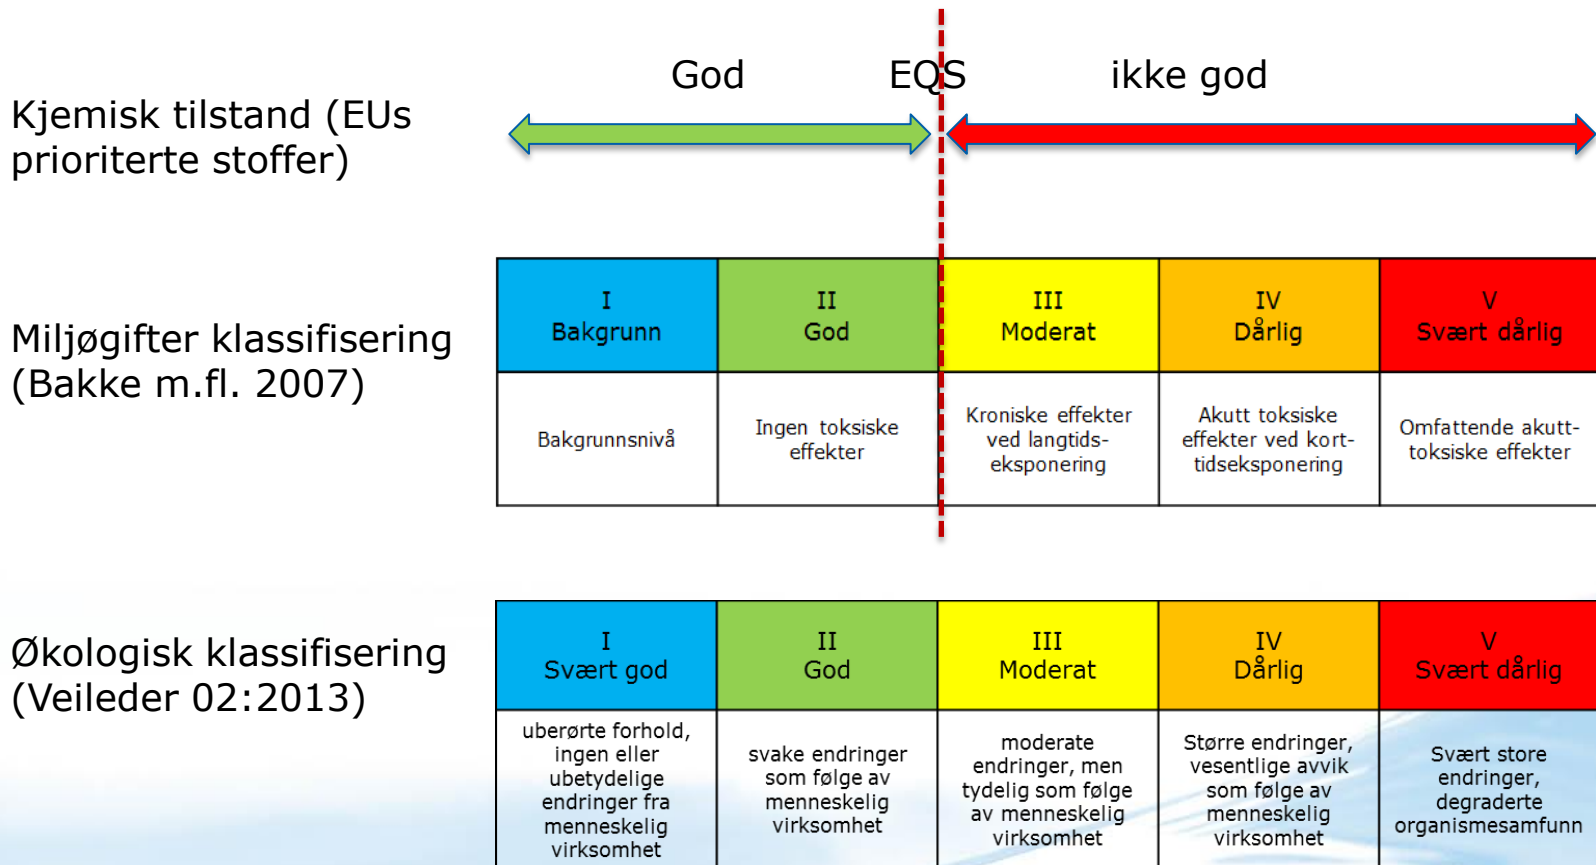 God EQS ikke god
Kjemisk tilstand (EUs
prioriterte stoffer)
Miljøgifter klassifisering
(Bakke m.fl. 2007)
I
Bakgrunn
II
God
III
Moderat
IV
Dårlig
V
Svært dårlig
Bakgrunnsnivå
Ingen toksiske
effekter
Kroniske effekter
ved langtids-
eksponering
Akutt toksiske
effekter ved kort-
tidseksponering
Omfattende akutt-
toksiske effekter
Økologisk klassifisering
(Veileder 02:2013)
I
Svært god
II
God
III
Moderat
IV
Dårlig
V
Svært dårlig
uberørte forhold,
ingen eller
ubetydelige
endringer fra
menneskelig
virksomhet
svake endringer
som følge av
menneskelig
virksomhet
moderate
endringer, men
tydelig som følge
av menneskelig
virksomhet
Større endringer,
vesentlige avvik
som følge av
menneskelig
virksomhet
Svært store
endringer,
degraderte
organismesamfunn